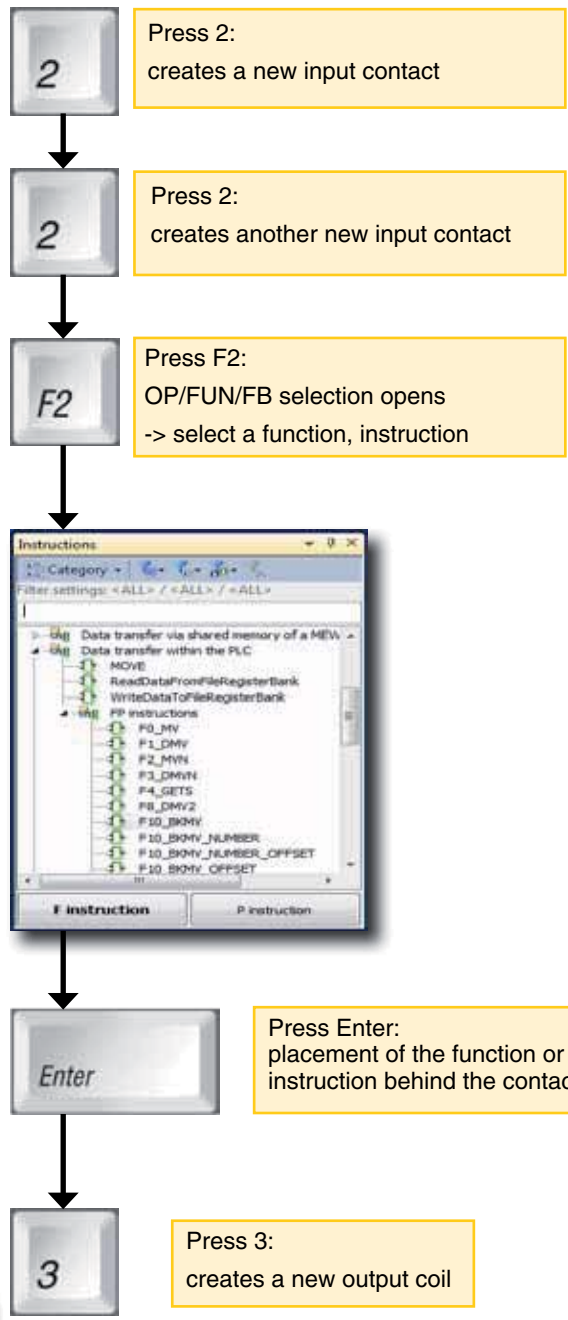 2
Press 2:
creates a new input contact
2
Press 2:
creates another new input contact
F2
Press F2:
OP/FUN/FB selection opens
-> select a function, instruction
Instructions
Category
Filter settings: <ALL> / <ALL> / <ALL>
Data transfer via shared memory of a MEW
Data transfer within the PLC
MOVE
ReadDataFromFileRegisterBank
WriteDataToFileRegisterBank
FP instructions
F0_MV
F1_DMV
F2_MVN
F3_DMVN
F4_GETS
F8_DMV2
F10_BKMV
F10_BKMV_NUMBER
F10_BKMV_NUMBER_OFFSET
F10_BKMV_OFFSET
F instruction P instruction
Enter
Press Enter:
placement of the function or
instruction behind the contac
3
Press 3:
creates a new output coil